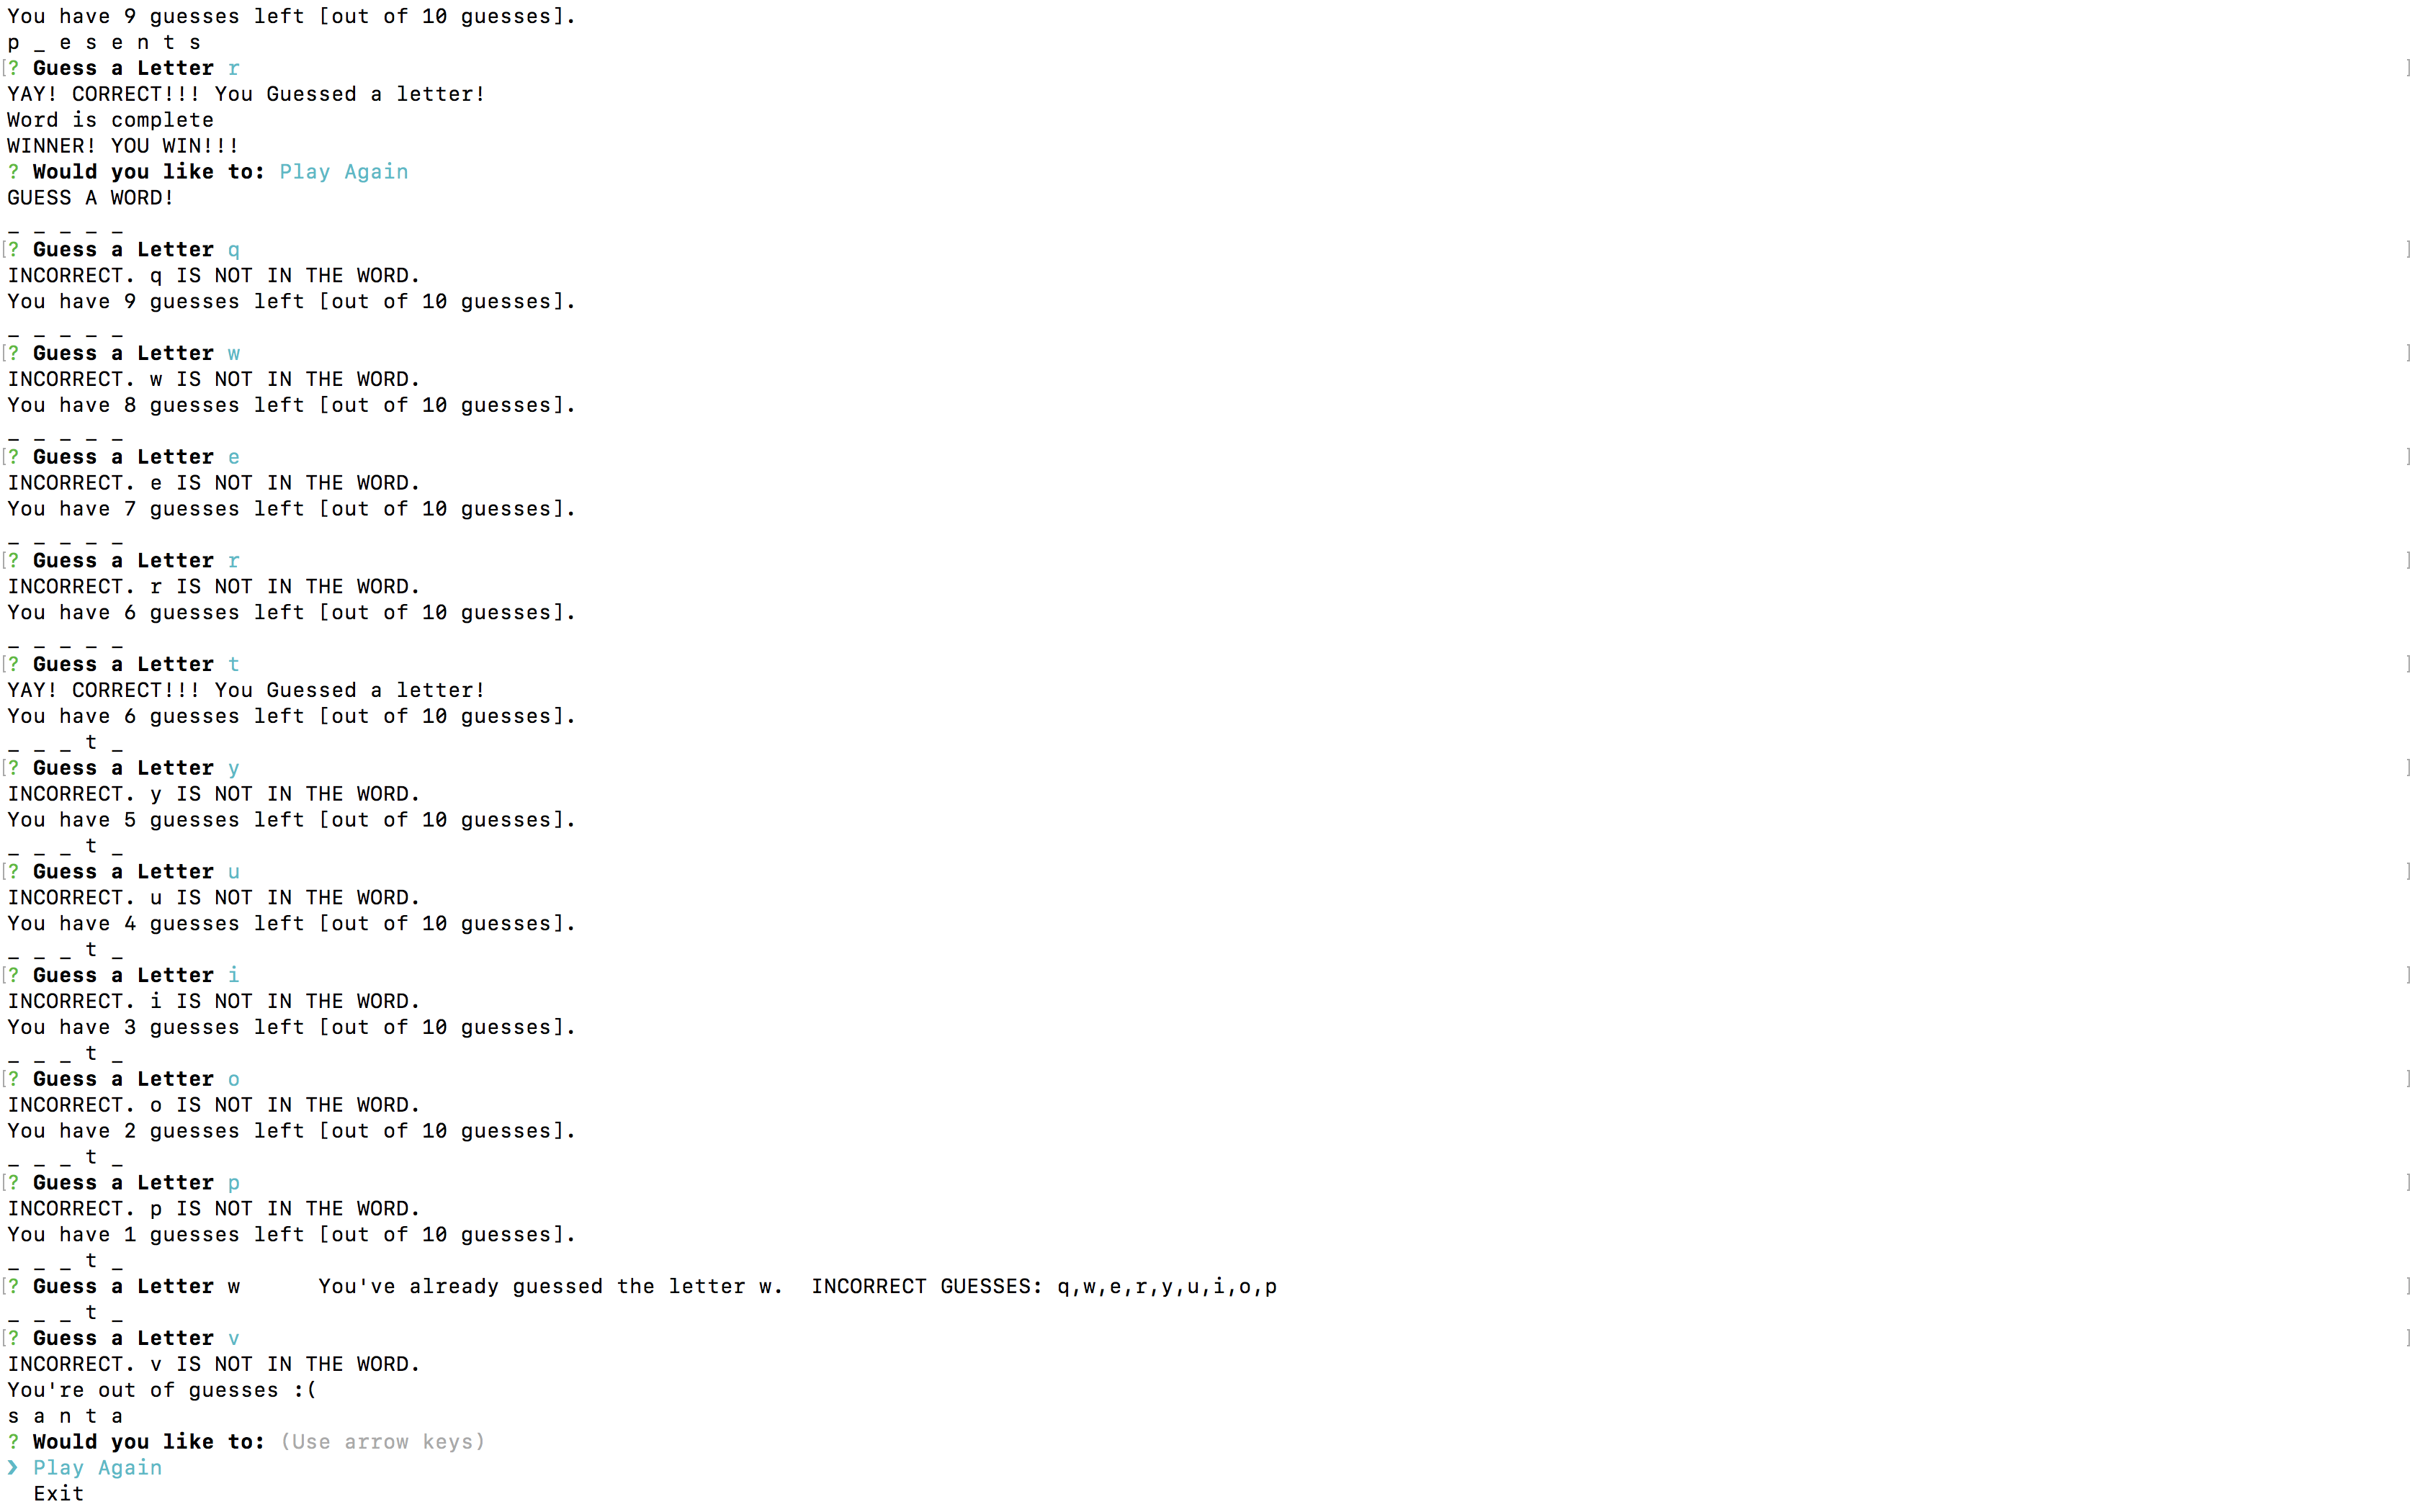 You have 9 guesses left [out of 10 guesses].
p _ e s e n t s
[? Guess a Letter r ]
YAY! CORRECT!!! You Guessed a letter!
Word is complete
WINNER! YOU WIN!!!
? Would you like to: Play Again
GUESS A WORD!
_ _ _ _ _
[? Guess a Letter q ]
INCORRECT. q IS NOT IN THE WORD.
You have 9 guesses left [out of 10 guesses].
_ _ _ _ _
[? Guess a Letter w ]
INCORRECT. w IS NOT IN THE WORD.
You have 8 guesses left [out of 10 guesses].
_ _ _ _ _
[? Guess a Letter e ]
INCORRECT. e IS NOT IN THE WORD.
You have 7 guesses left [out of 10 guesses].
_ _ _ _ _
[? Guess a Letter r ]
INCORRECT. r IS NOT IN THE WORD.
You have 6 guesses left [out of 10 guesses].
_ _ _ _ _
[? Guess a Letter t ]
YAY! CORRECT!!! You Guessed a letter!
You have 6 guesses left [out of 10 guesses].
_ _ _ t _
[? Guess a Letter y ]
INCORRECT. y IS NOT IN THE WORD.
You have 5 guesses left [out of 10 guesses].
_ _ _ t _
[? Guess a Letter u ]
INCORRECT. u IS NOT IN THE WORD.
You have 4 guesses left [out of 10 guesses].
_ _ _ t _
[? Guess a Letter i ]
INCORRECT. i IS NOT IN THE WORD.
You have 3 guesses left [out of 10 guesses].
_ _ _ t _
[? Guess a Letter o ]
INCORRECT. o IS NOT IN THE WORD.
You have 2 guesses left [out of 10 guesses].
_ _ _ t _
[? Guess a Letter p ]
INCORRECT. p IS NOT IN THE WORD.
You have 1 guesses left [out of 10 guesses].
_ _ _ t _
[? Guess a Letter w      You've already guessed the letter w.  INCORRECT GUESSES: q,w,e,r,y,u,i,o,p ]
_ _ _ t _
[? Guess a Letter v ]
INCORRECT. v IS NOT IN THE WORD.
You're out of guesses :(
s a n t a
? Would you like to: (Use arrow keys)
❯ Play Again
Exit